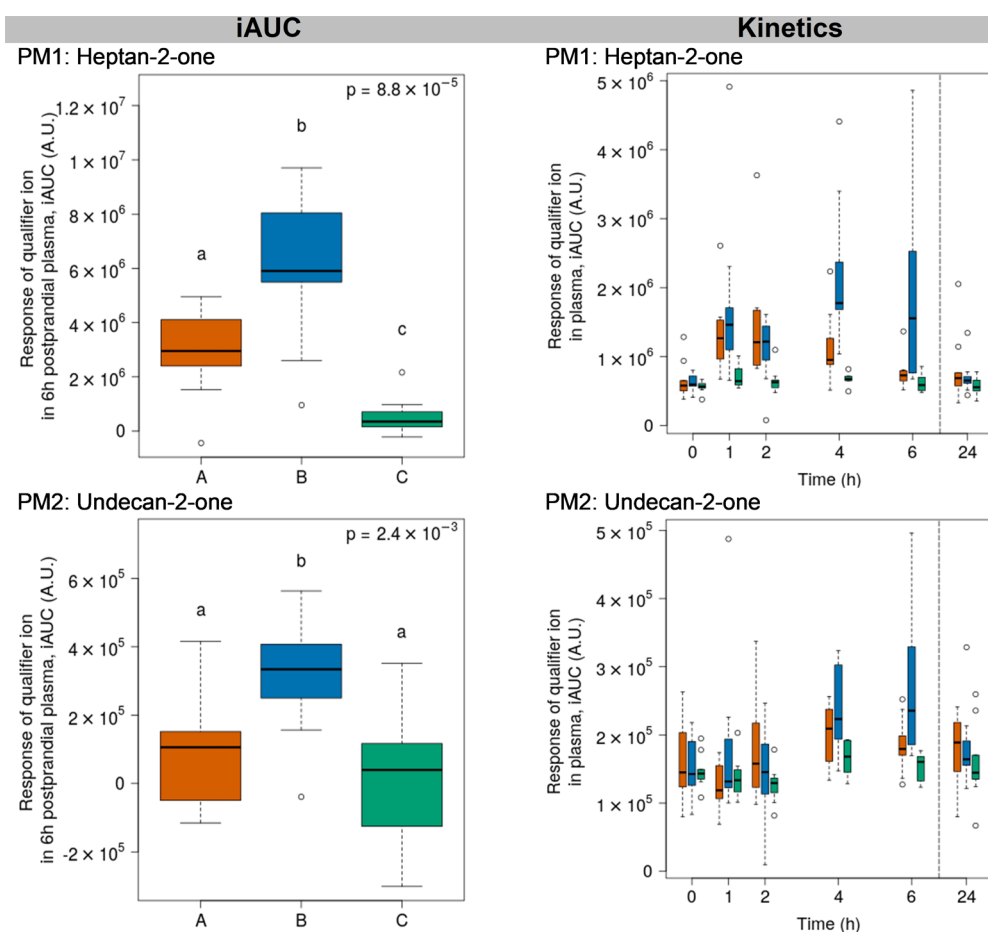 iAUC
Kinetics
PM1: Heptan-2-one
Response of qualifier ion
in 6h postprandial plasma, iAUC (A.U.)
1.2 × 10⁷
1 × 10⁷
8 × 10⁶
6 × 10⁶
4 × 10⁶
2 × 10⁶
0
p = 8.8 × 10⁻⁵
a
b
c
A B C
PM1: Heptan-2-one
Response of qualifier ion
in plasma, iAUC (A.U.)
5 × 10⁶
4 × 10⁶
3 × 10⁶
2 × 10⁶
1 × 10⁶
0
0 1 2 4 6 24
Time (h)
PM2: Undecan-2-one
Response of qualifier ion
in 6h postprandial plasma, iAUC (A.U.)
6 × 10⁵
4 × 10⁵
2 × 10⁵
0
-2 × 10⁵
p = 2.4 × 10⁻³
a
b
a
A B C
PM2: Undecan-2-one
Response of qualifier ion
in plasma, iAUC (A.U.)
5 × 10⁵
4 × 10⁵
3 × 10⁵
2 × 10⁵
1 × 10⁵
0
0 1 2 4 6 24
Time (h)